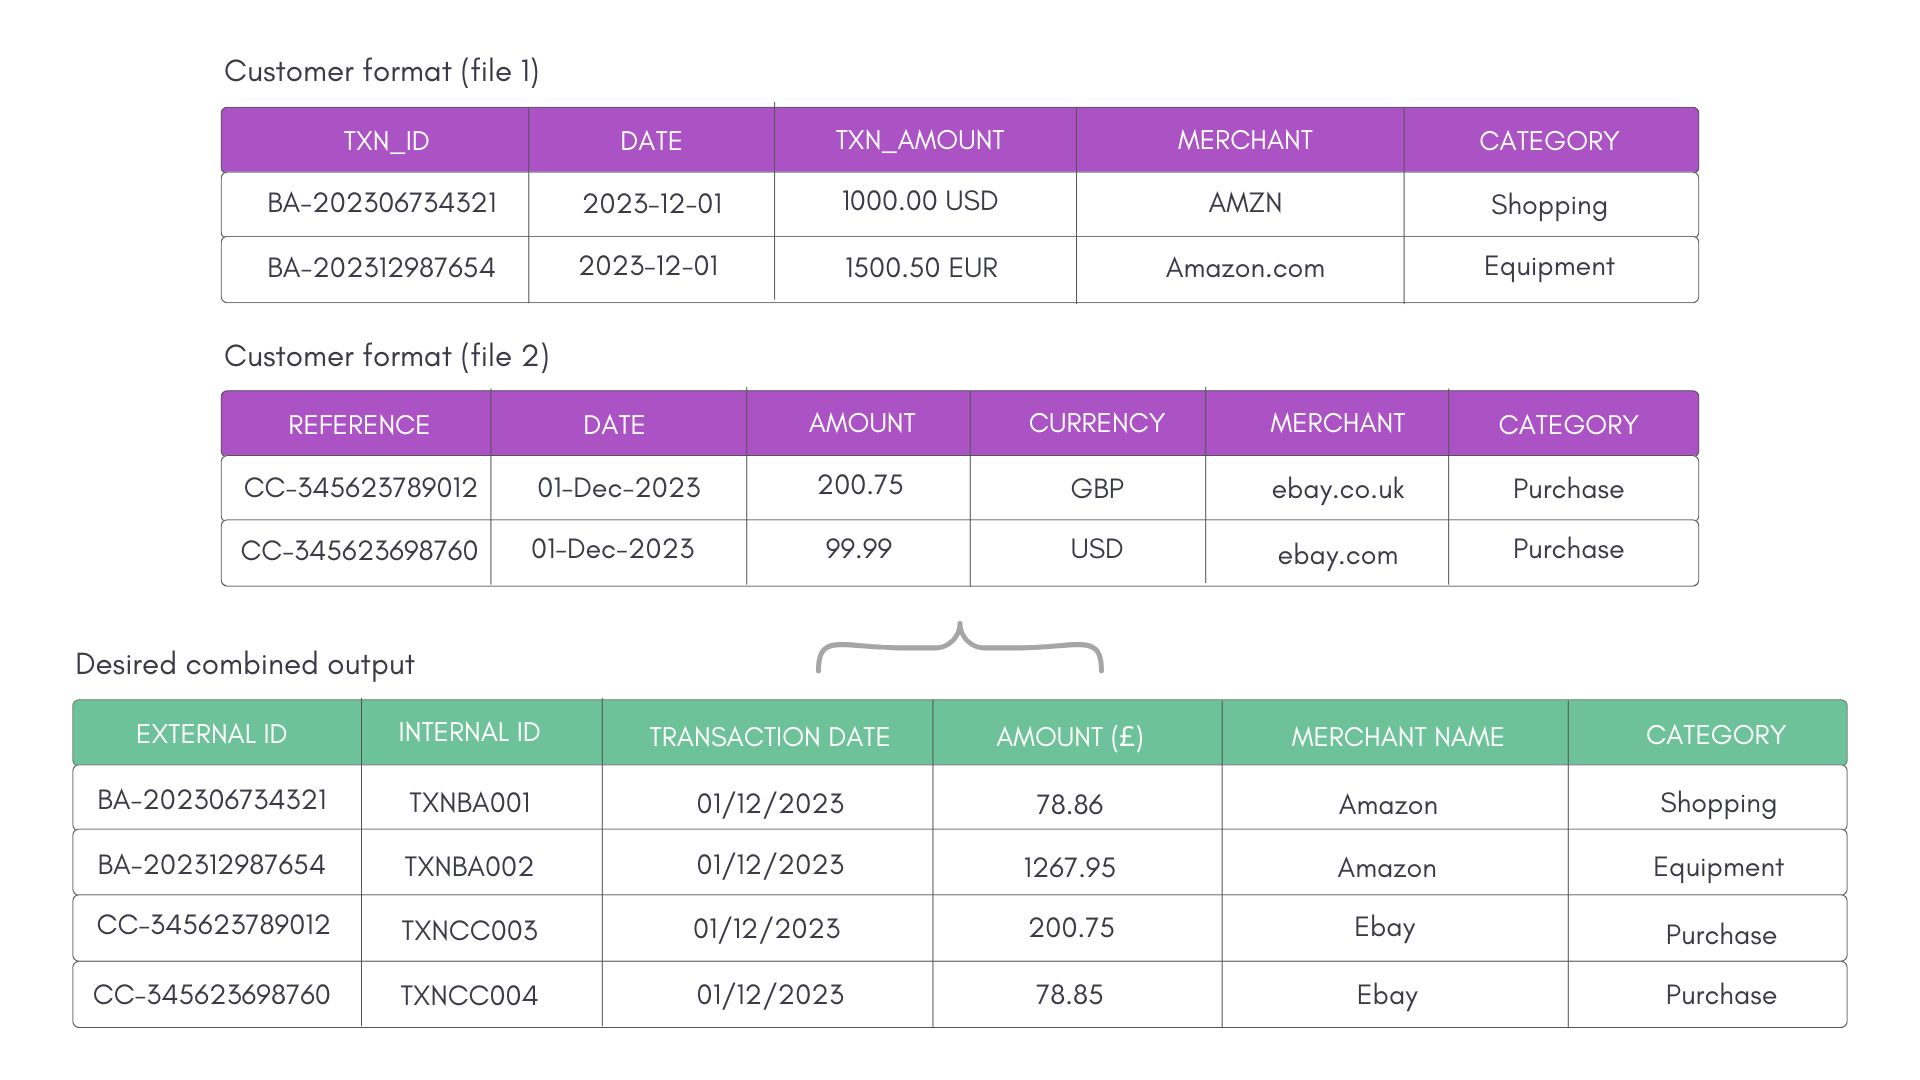 Customer format (file 1)
TXN_ID DATE TXN_AMOUNT MERCHANT CATEGORY
BA-202306734321 2023-12-01 1000.00 USD AMZN Shopping
BA-202312987654 2023-12-01 1500.50 EUR Amazon.com Equipment
Customer format (file 2)
REFERENCE DATE AMOUNT CURRENCY MERCHANT CATEGORY
CC-345623789012 01-Dec-2023 200.75 GBP ebay.co.uk Purchase
CC-345623698760 01-Dec-2023 99.99 USD ebay.com Purchase
Desired combined output
EXTERNAL ID INTERNAL ID TRANSACTION DATE AMOUNT (£) MERCHANT NAME CATEGORY
BA-202306734321 TXNBA001 01/12/2023 78.86 Amazon Shopping
BA-202312987654 TXNBA002 01/12/2023 1267.95 Amazon Equipment
CC-345623789012 TXNCC003 01/12/2023 200.75 Ebay Purchase
CC-345623698760 TXNCC004 01/12/2023 78.85 Ebay Purchase